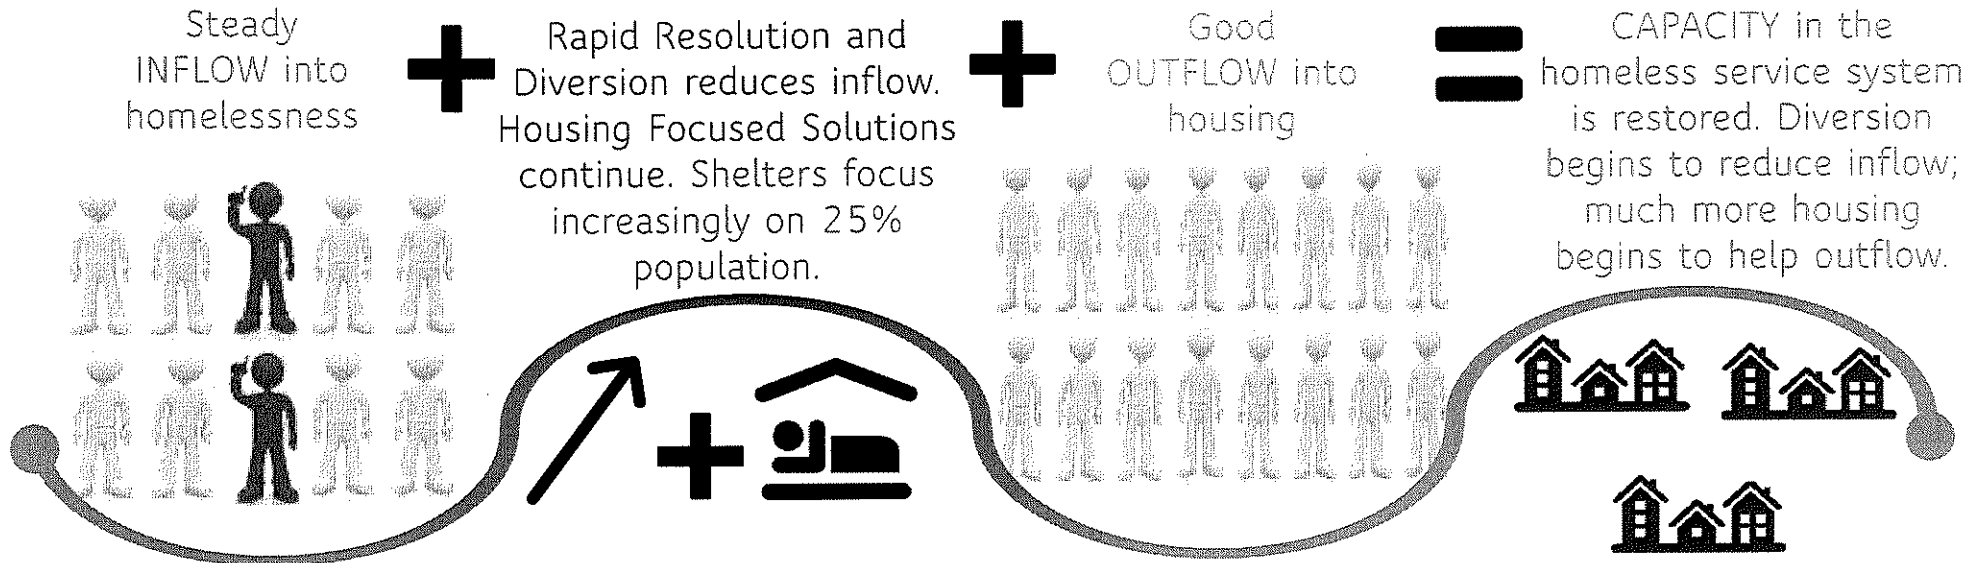 Steady
INFLOW into
homelessness
+
Rapid Resolution and
Diversion reduces inflow.
Housing Focused Solutions
continue. Shelters focus
increasingly on 25%
population.
+
Good
OUTFLOW into
housing
=
CAPACITY in the
homeless service system
is restored. Diversion
begins to reduce inflow;
much more housing
begins to help outflow.
+